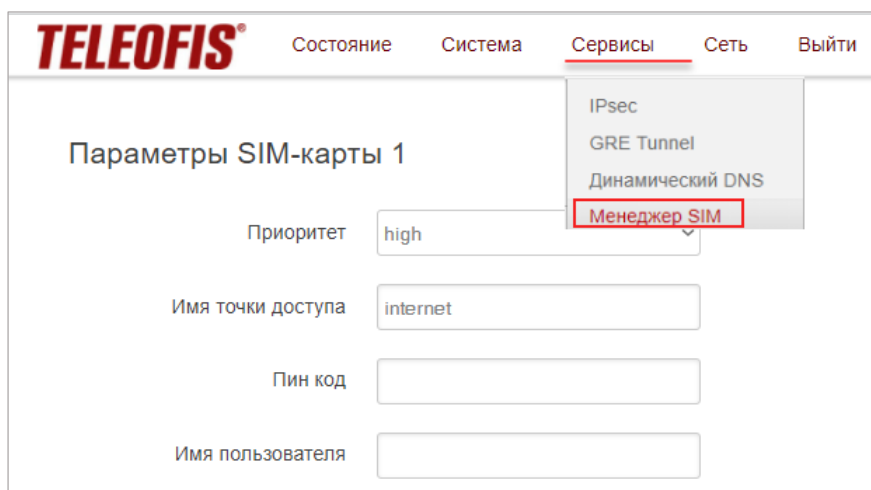 TELEOFIS® Состояние Система Сервисы Сеть Выйти
IPsec
GRE Tunnel
Динамический DNS
Менеджер SIM
Параметры SIM-карты 1
Приоритет high
Имя точки доступа internet
Пин код
Имя пользователя